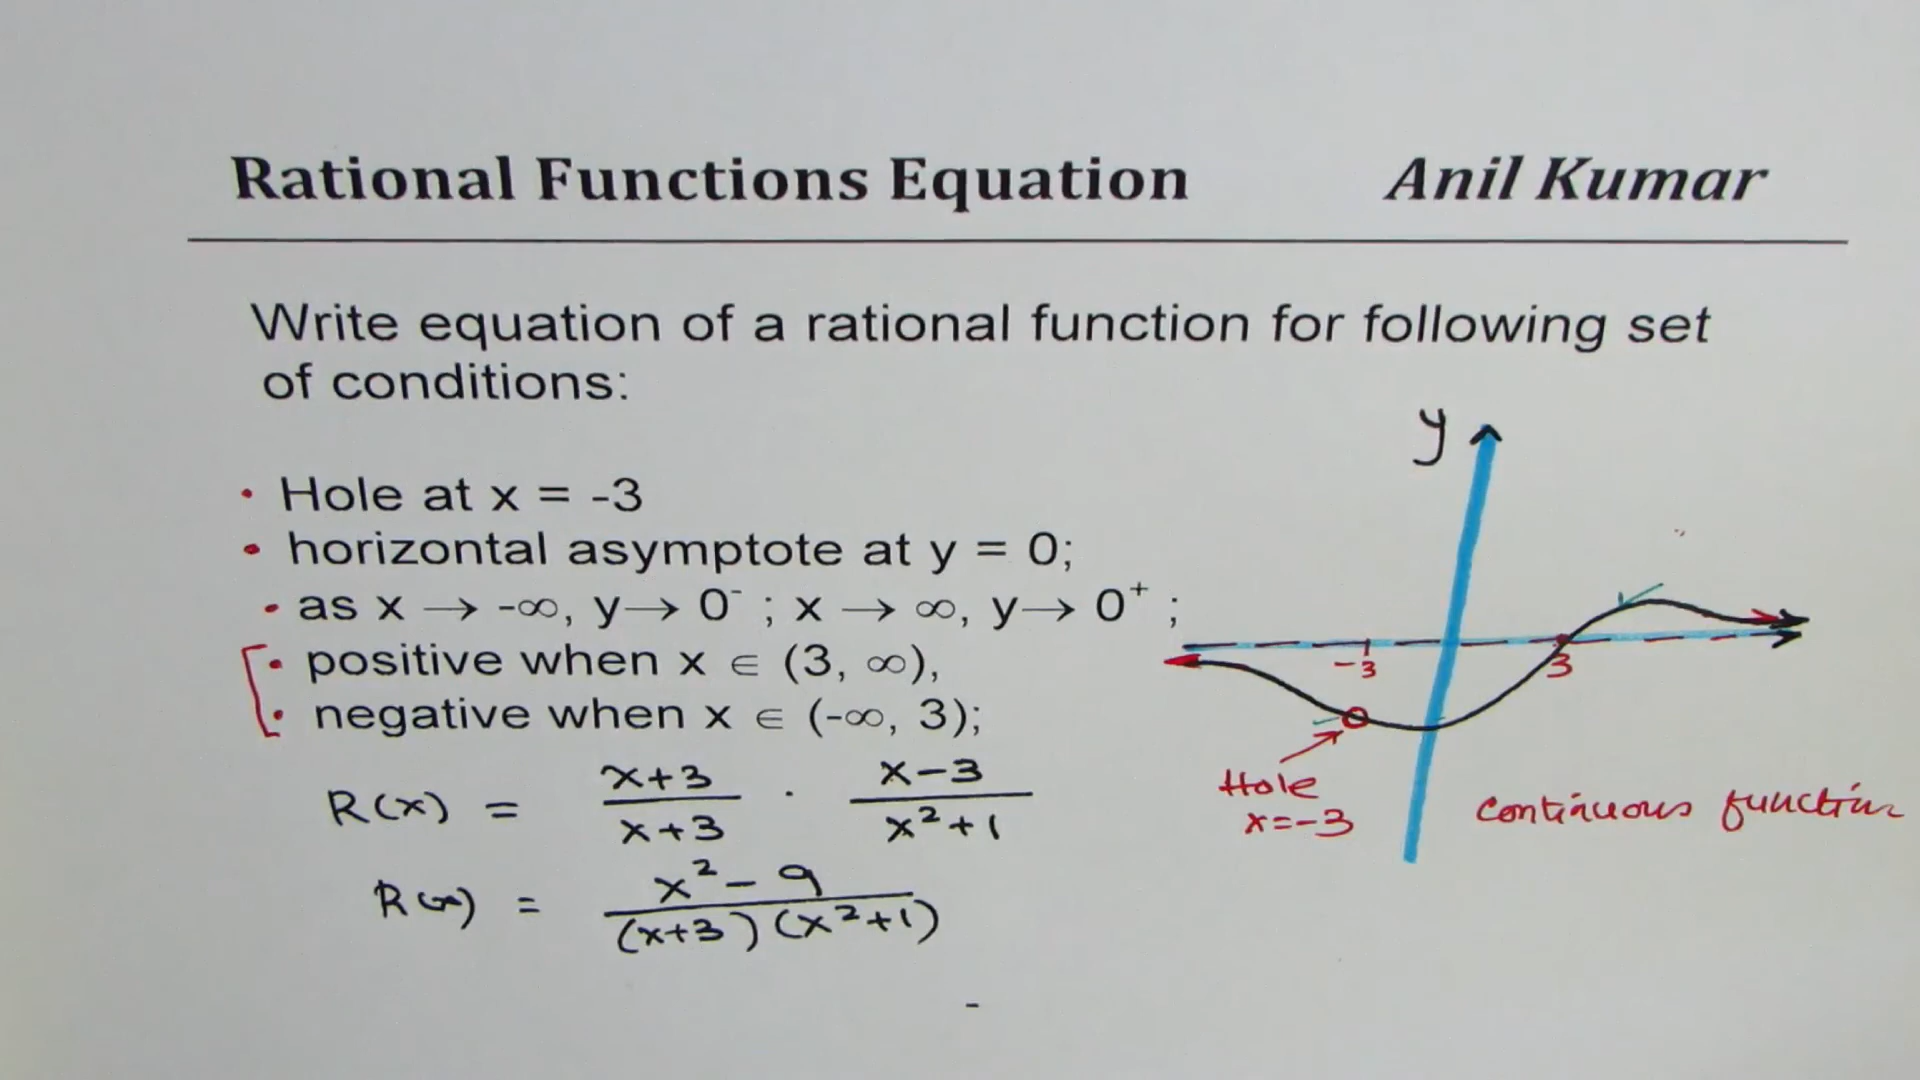 Rational Functions Equation Anil Kumar
Write equation of a rational function for following set
of conditions:
• Hole at x = -3
• horizontal asymptote at y = 0;
• as x → -∞, y→ 0⁻ ; x → ∞, y→ 0⁺ ;
• positive when x ∈ (3, ∞),
• negative when x ∈ (-∞, 3);
R(x) = (x+3)/(x+3) · (x-3)/(x²+1)
R(x) = (x²-9)/((x+3)(x²+1))
y
-3
3
Hole
x=-3
Continuous function